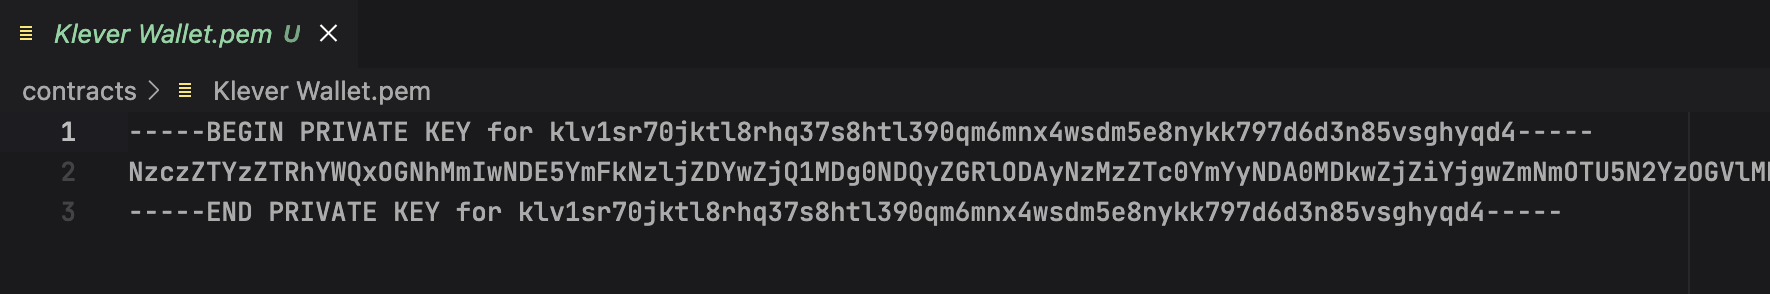 Klever Wallet.pem U
contracts > Klever Wallet.pem
1 -----BEGIN PRIVATE KEY for klv1sr70jktl8rhq37s8htl390qm6mnx4wsdm5e8nykk797d6d3n85vsghyqd4-----
2 NzczZTYzZTRhYWQxOGNhMmIwNDE5YmFkNzljZDYwZjQ1MDg0NDQyZGRlODAyNzMzZTc0YmYyNDA0MDkwZjZiYjgwZmNmOTU5N2YzOGVlM
3 -----END PRIVATE KEY for klv1sr70jktl8rhq37s8htl390qm6mnx4wsdm5e8nykk797d6d3n85vsghyqd4-----